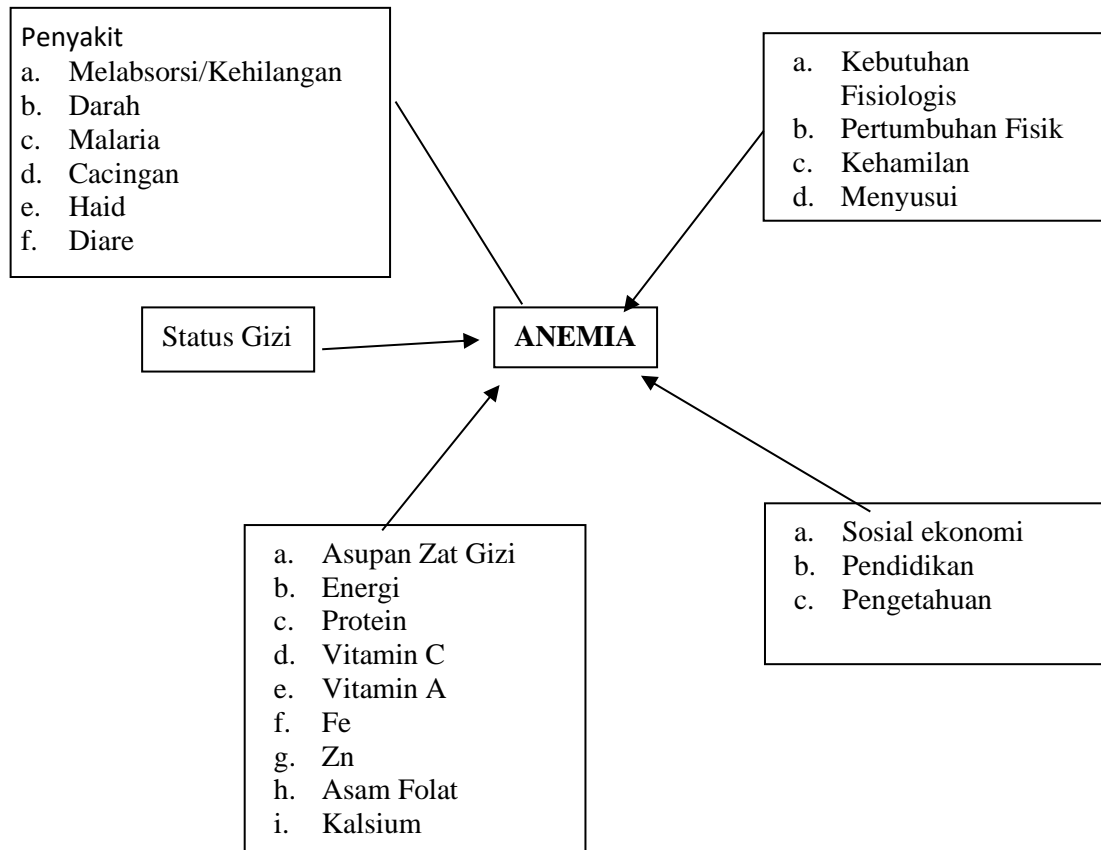 Penyakit
a. Melabsorsi/Kehilangan
b. Darah
c. Malaria
d. Cacingan
e. Haid
f. Diare
a. Kebutuhan
Fisiologis
b. Pertumbuhan Fisik
c. Kehamilan
d. Menyusui
Status Gizi
ANEMIA
a. Asupan Zat Gizi
b. Energi
c. Protein
d. Vitamin C
e. Vitamin A
f. Fe
g. Zn
h. Asam Folat
i. Kalsium
a. Sosial ekonomi
b. Pendidikan
c. Pengetahuan